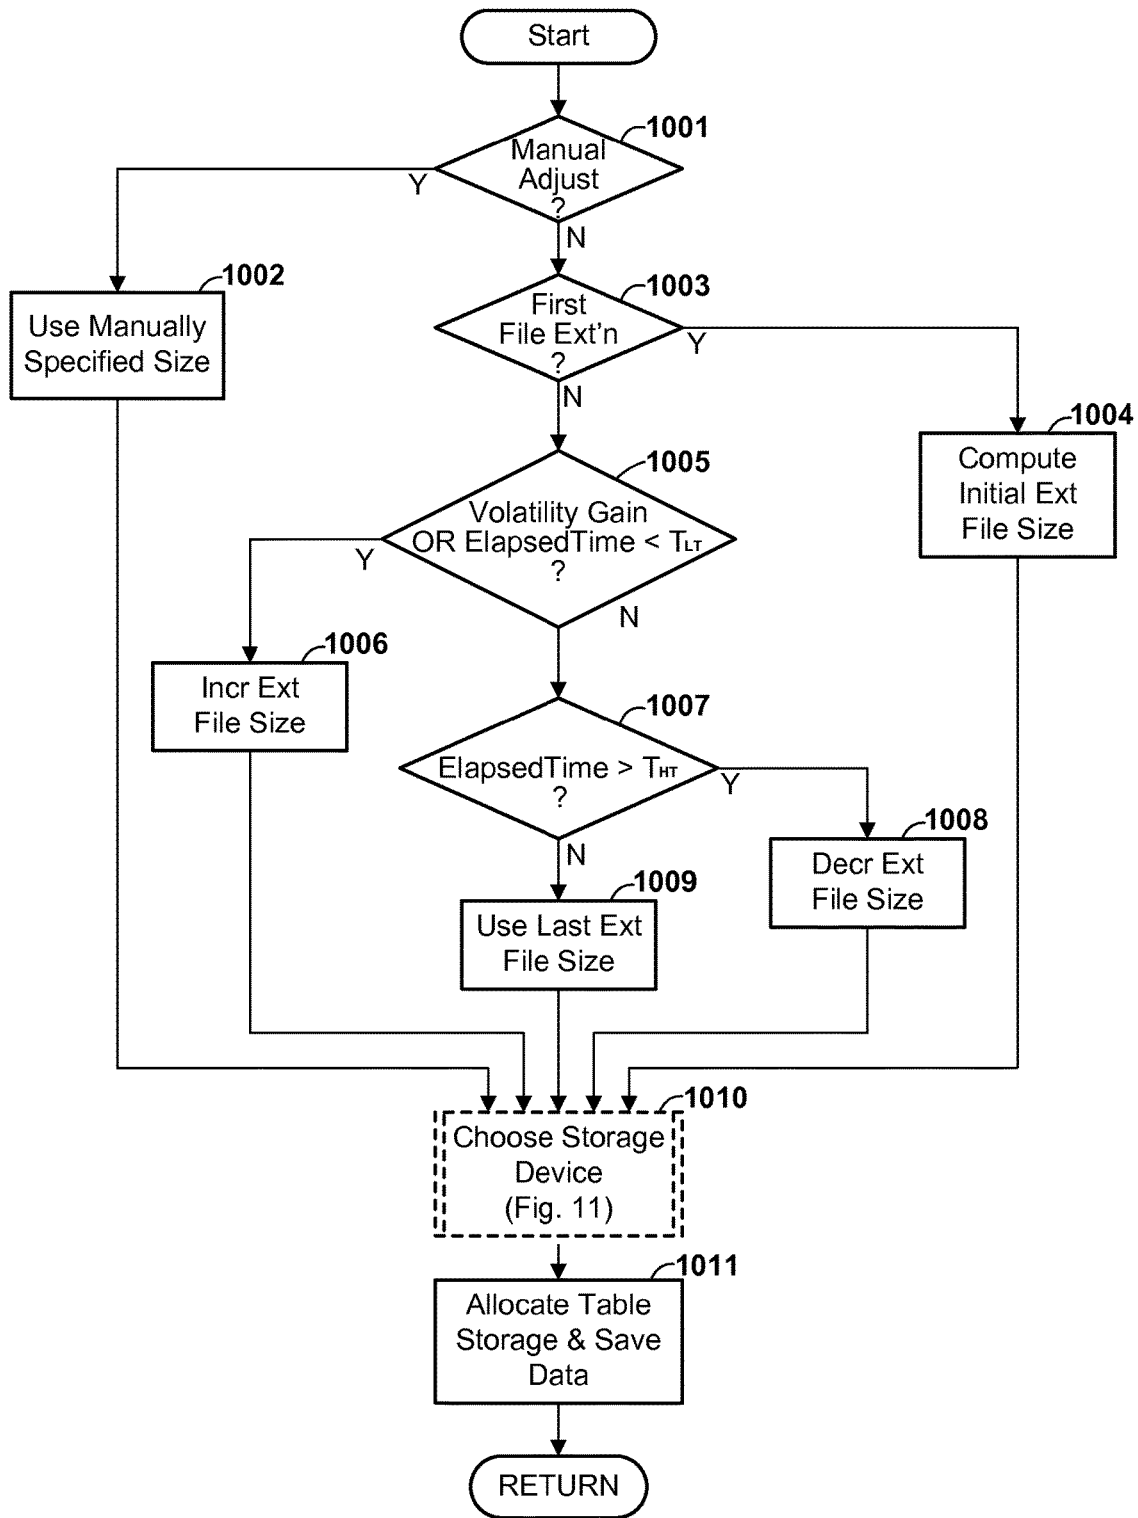 Start
1001
Manual
Adjust
?
Y
N
1002
Use Manually
Specified Size
1003
First
File Ext'n
?
Y
N
1004
Compute
Initial Ext
File Size
1005
Volatility Gain
OR ElapsedTime < TLT
?
Y
N
1006
Incr Ext
File Size
1007
ElapsedTime > THT
?
Y
N
1008
Decr Ext
File Size
1009
Use Last Ext
File Size
1010
Choose Storage
Device
(Fig. 11)
1011
Allocate Table
Storage & Save
Data
RETURN